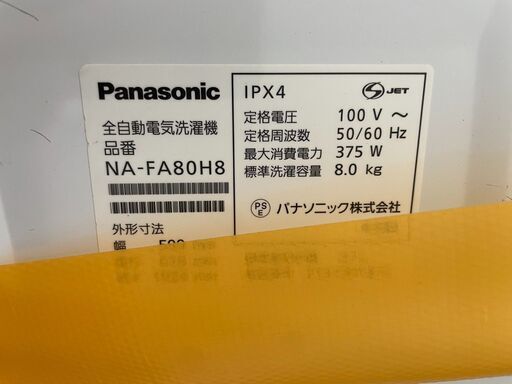 Panasonic
全自動電気洗濯機
品番
NA-FA80H8
外形寸法
幅
IPX4
S JET
定格電圧 100 V ～
定格周波数 50/60 Hz
最大消費電力 375 W
標準洗濯容量 8.0 kg
PS
E
パナソニック株式会社